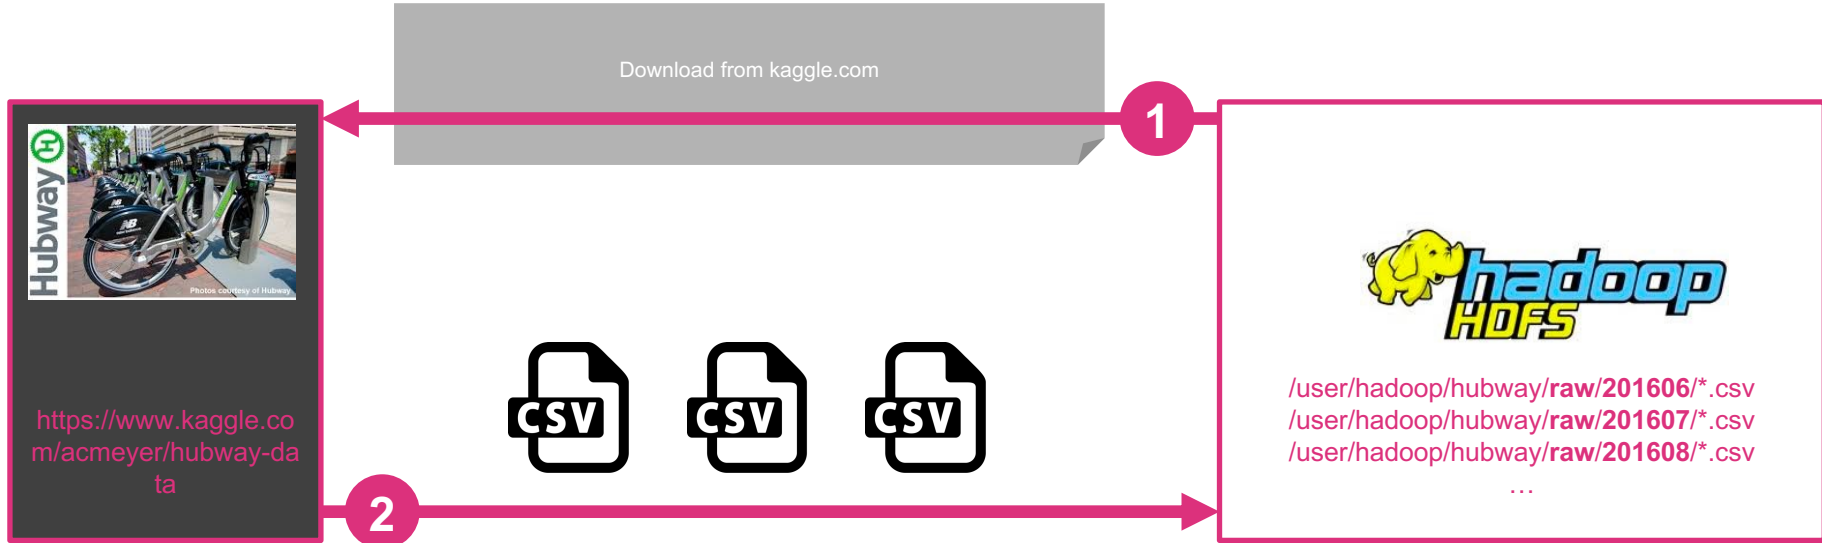 Download from kaggle.com
1
Hubway
H
NB
NB
Photos courtesy of Hubway
https://www.kaggle.co
m/acmeyer/hubway-da
ta
CSV
CSV
CSV
2
hadoop
HDFS
/user/hadoop/hubway/raw/201606/*.csv
/user/hadoop/hubway/raw/201607/*.csv
/user/hadoop/hubway/raw/201608/*.csv
…